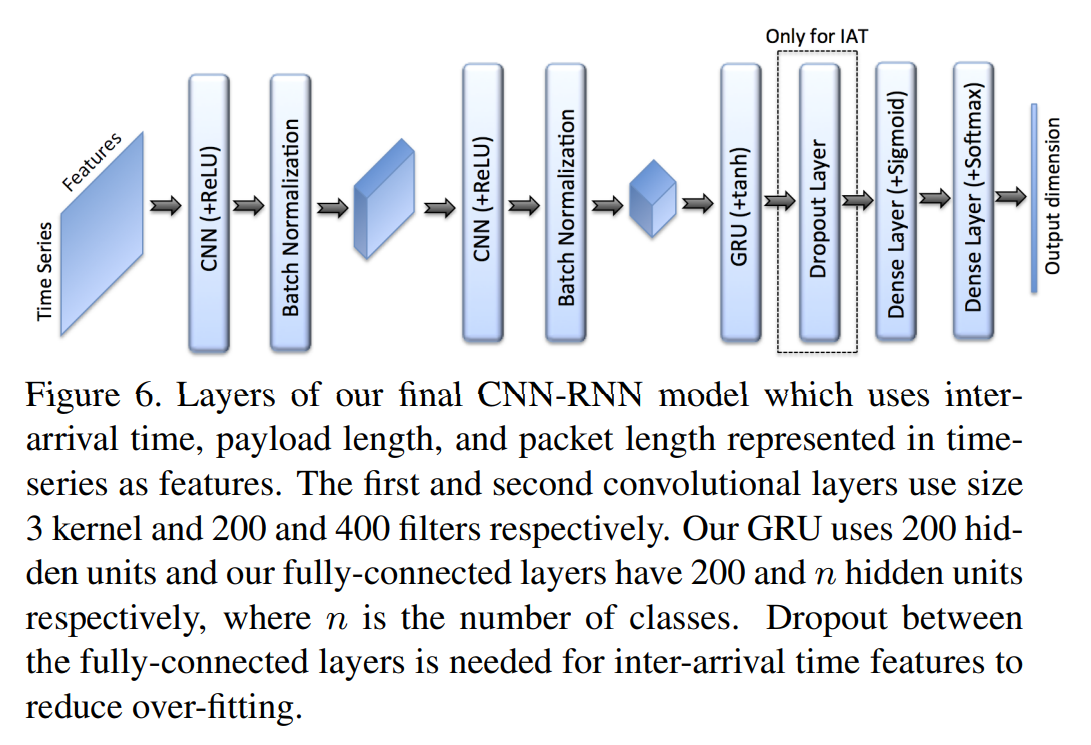 Only for IAT
Features
Time Series
CNN (+ReLU)
Batch Normalization
CNN (+ReLU)
Batch Normalization
GRU (+tanh)
Dropout Layer
Dense Layer (+Sigmoid)
Dense Layer (+Softmax)
Output dimension
Figure 6. Layers of our final CNN-RNN model which uses inter-
arrival time, payload length, and packet length represented in time-
series as features. The first and second convolutional layers use size
3 kernel and 200 and 400 filters respectively. Our GRU uses 200 hid-
den units and our fully-connected layers have 200 and n hidden units
respectively, where n is the number of classes. Dropout between
the fully-connected layers is needed for inter-arrival time features to
reduce over-fitting.